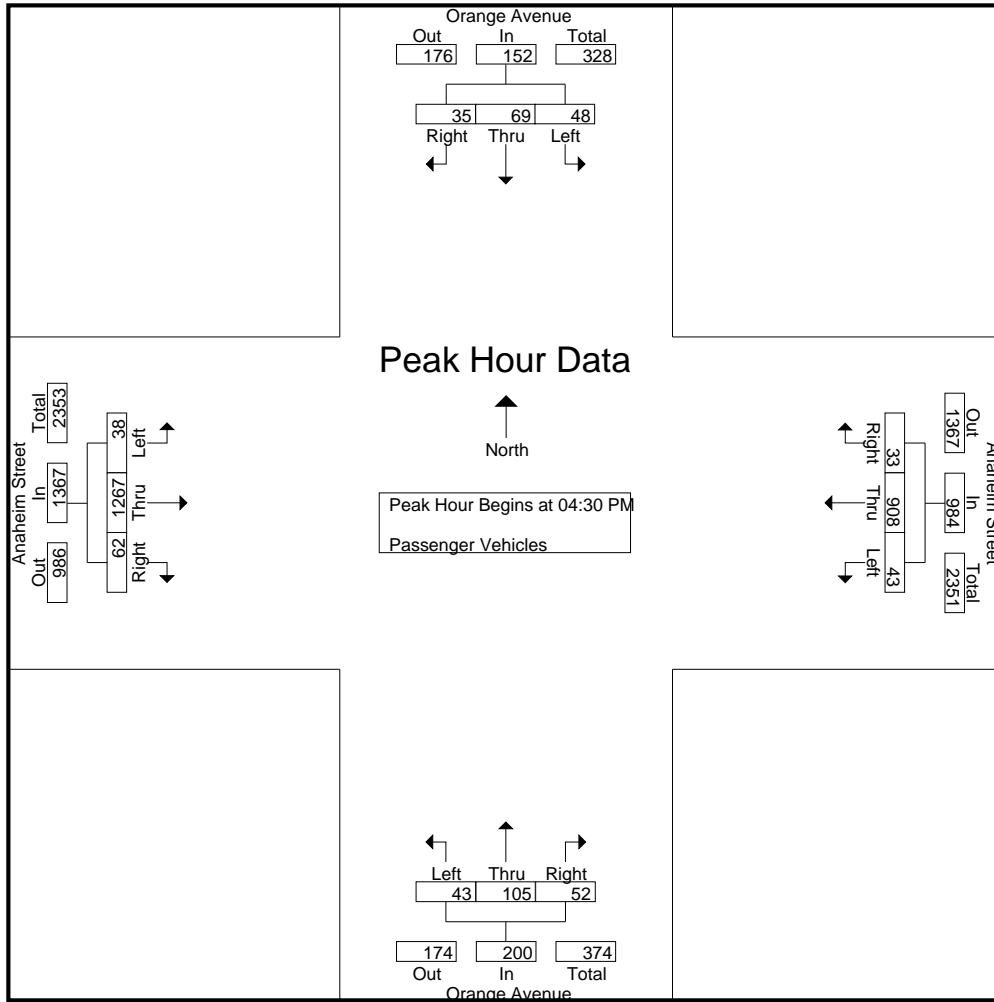 Orange Avenue
Out In Total
176 152 328
35 69 48
Right Thru Left
Peak Hour Data
North
Peak Hour Begins at 04:30 PM
Passenger Vehicles
Anaheim Street
Total In Out
2353 1367 986
38 1267 62
Left Thru Right
Anaheim Street
Out In Total
1367 984 2351
33 908 43
Right Thru Left
Left Thru Right
43 105 52
174 200 374
Out In Total
Orange Avenue